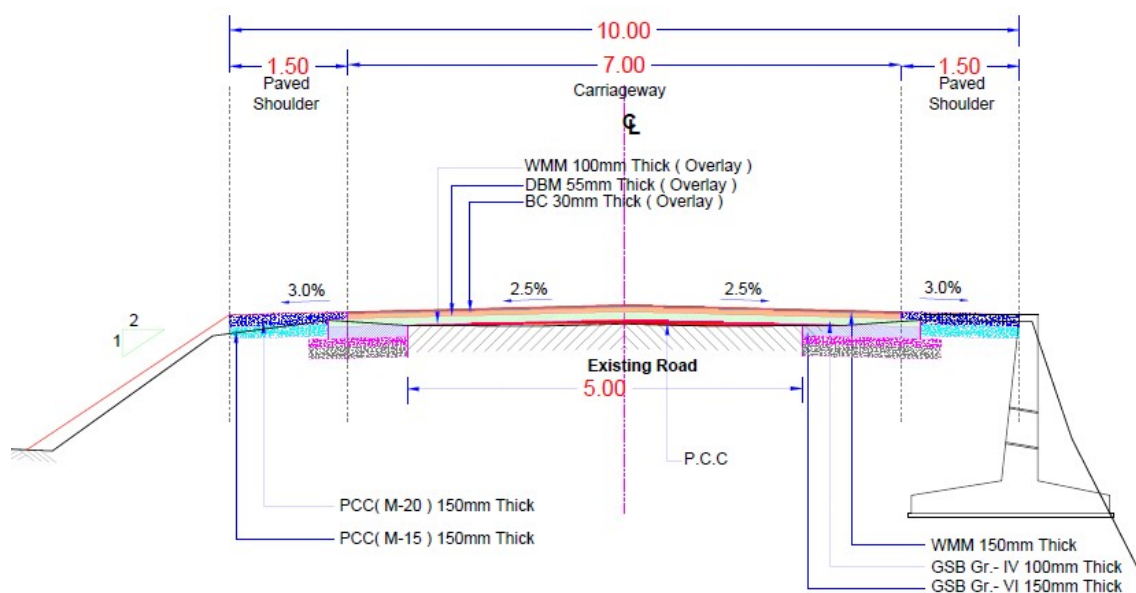 10.00
1.50
7.00
1.50
Paved
Shoulder
Carriageway
Paved
Shoulder
℄
WMM 100mm Thick ( Overlay )
DBM 55mm Thick ( Overlay )
BC 30mm Thick ( Overlay )
3.0%
2.5%
2.5%
3.0%
2
1
Existing Road
5.00
P.C.C
PCC( M-20 ) 150mm Thick
PCC( M-15 ) 150mm Thick
WMM 150mm Thick
GSB Gr.- IV 100mm Thick
GSB Gr.- VI 150mm Thick